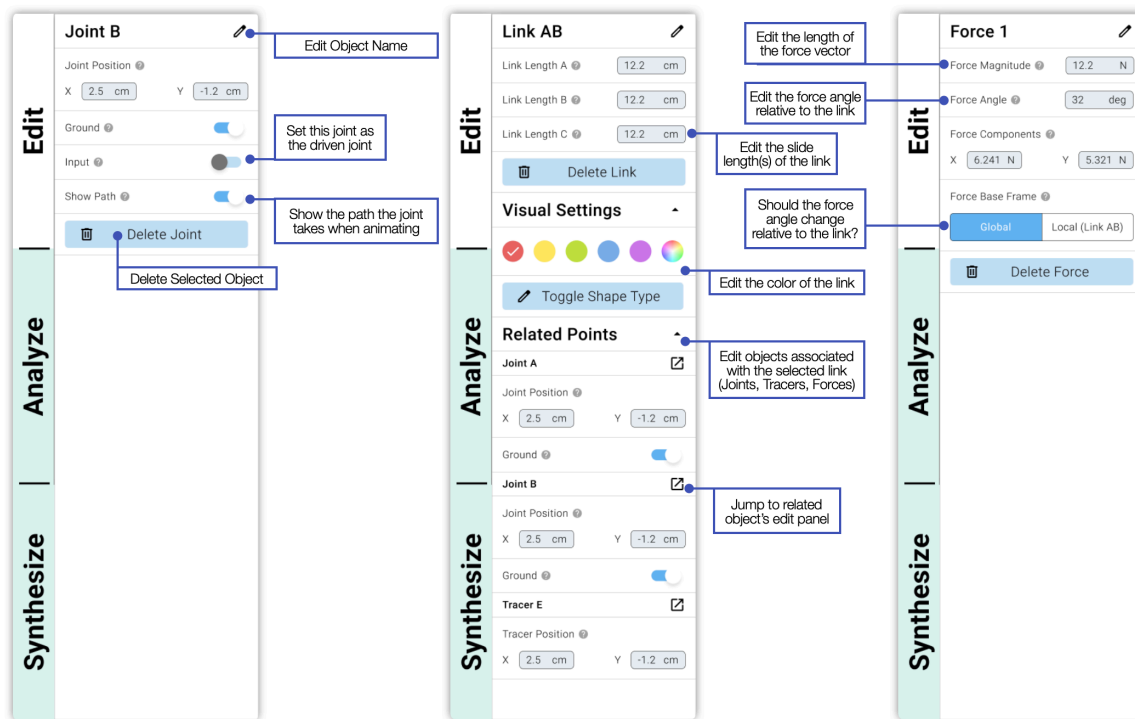 Edit
Analyze
Synthesize
Joint B
Joint Position
X 2.5 cm Y -1.2 cm
Ground
Input
Show Path
Delete Joint
Edit Object Name
Set this joint as
the driven joint
Show the path the joint
takes when animating
Delete Selected Object
Edit
Analyze
Synthesize
Link AB
Link Length A 12.2 cm
Link Length B 12.2 cm
Link Length C 12.2 cm
Delete Link
Visual Settings
Toggle Shape Type
Related Points
Joint A
Joint Position
X 2.5 cm Y -1.2 cm
Ground
Joint B
Joint Position
X 2.5 cm Y -1.2 cm
Ground
Tracer E
Tracer Position
X 2.5 cm Y -1.2 cm
Edit the slide
length(s) of the link
Edit the color of the link
Edit objects associated
with the selected link
(Joints, Tracers, Forces)
Jump to related
object's edit panel
Edit the length of
the force vector
Edit the force angle
relative to the link
Should the force
angle change
relative to the link?
Edit
Analyze
Synthesize
Force 1
Force Magnitude 12.2 N
Force Angle 32 deg
Force Components
X 6.241 N Y 5.321 N
Force Base Frame
Global Local (Link AB)
Delete Force